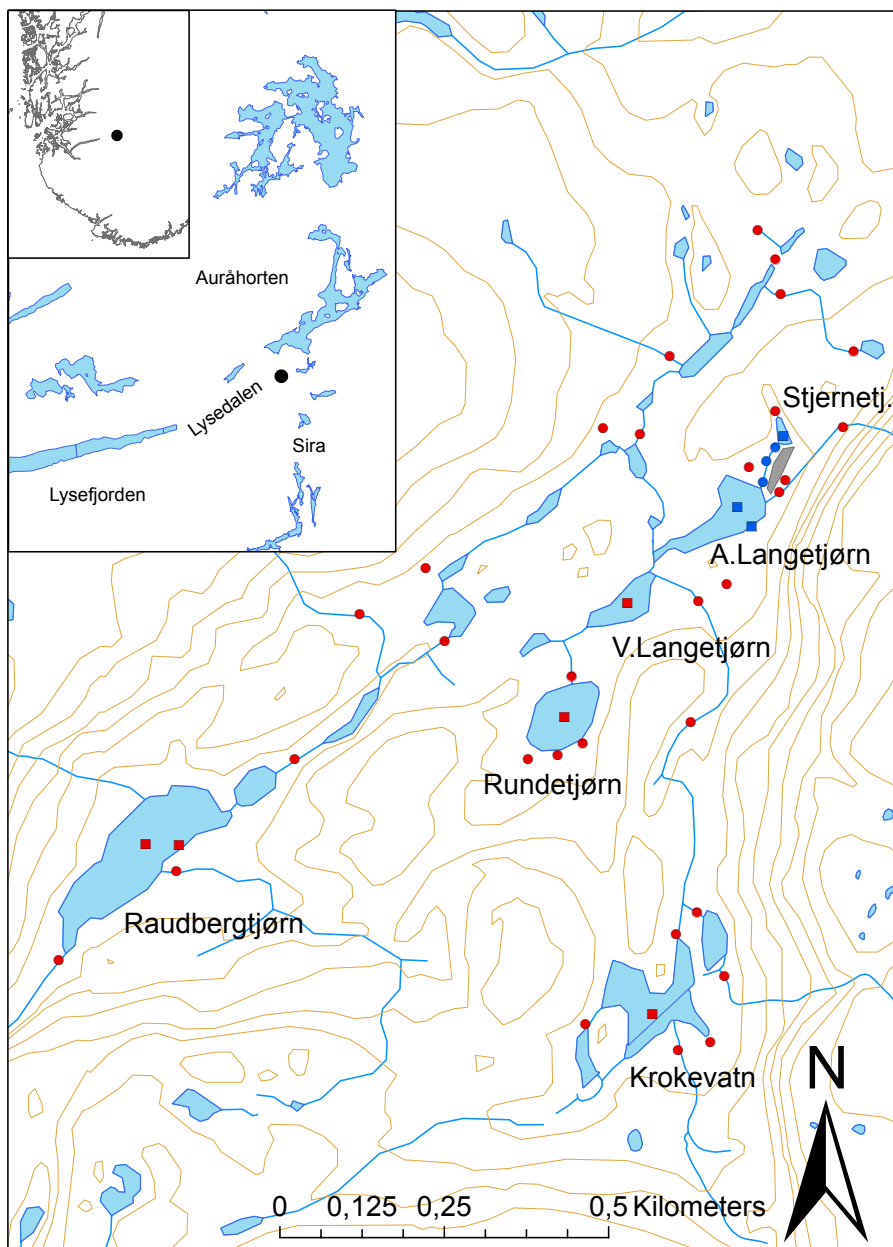 Auråhorten
Lysedalen
Sira
Lysefjorden
Stjernetj.
A.Langetjørn
V.Langetjørn
Rundetjørn
Raudbergtjørn
Krokevatn
N
0 0,125 0,25 0,5 Kilometers